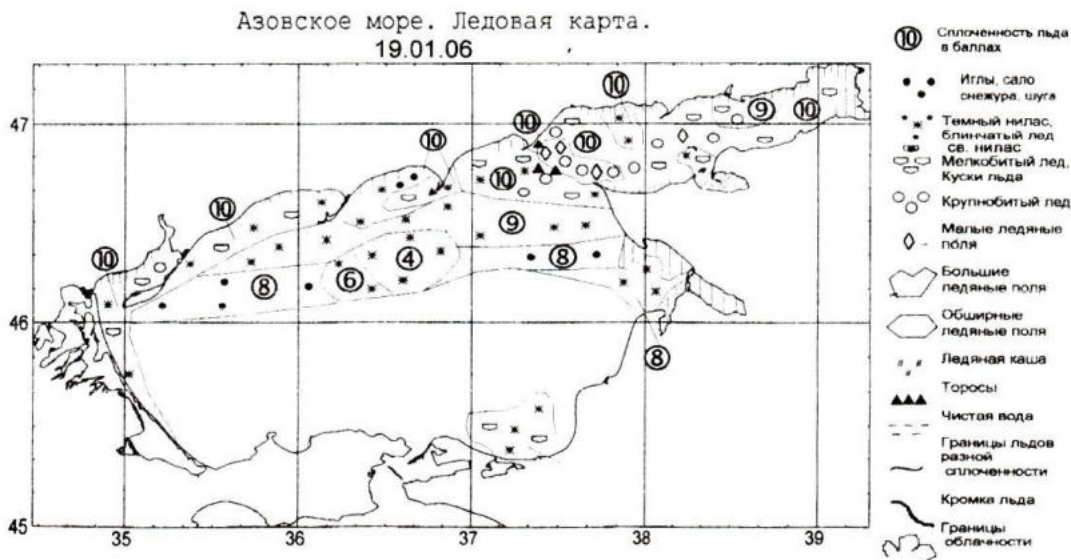 Азовское море. Ледовая карта.
19.01.06
47
46
45
35
36
37
38
39
10
10
10
10
10
10
10
9
10
10
9
8
4
6
8
8
10
Сплоченность льда
в баллах
Иглы, сало
снежура, шуга
Темный нилас,
блинчатый лед
св. нилас
Мелкобитый лед,
Куски льда
Крупнобитый лед
Малые ледяные
поля
Большие
ледяные поля
Обширные
ледяные поля
Ледяная каша
Торосы
Чистая вода
Границы льдов
разной
сплоченности
Кромка льда
Границы
облачности